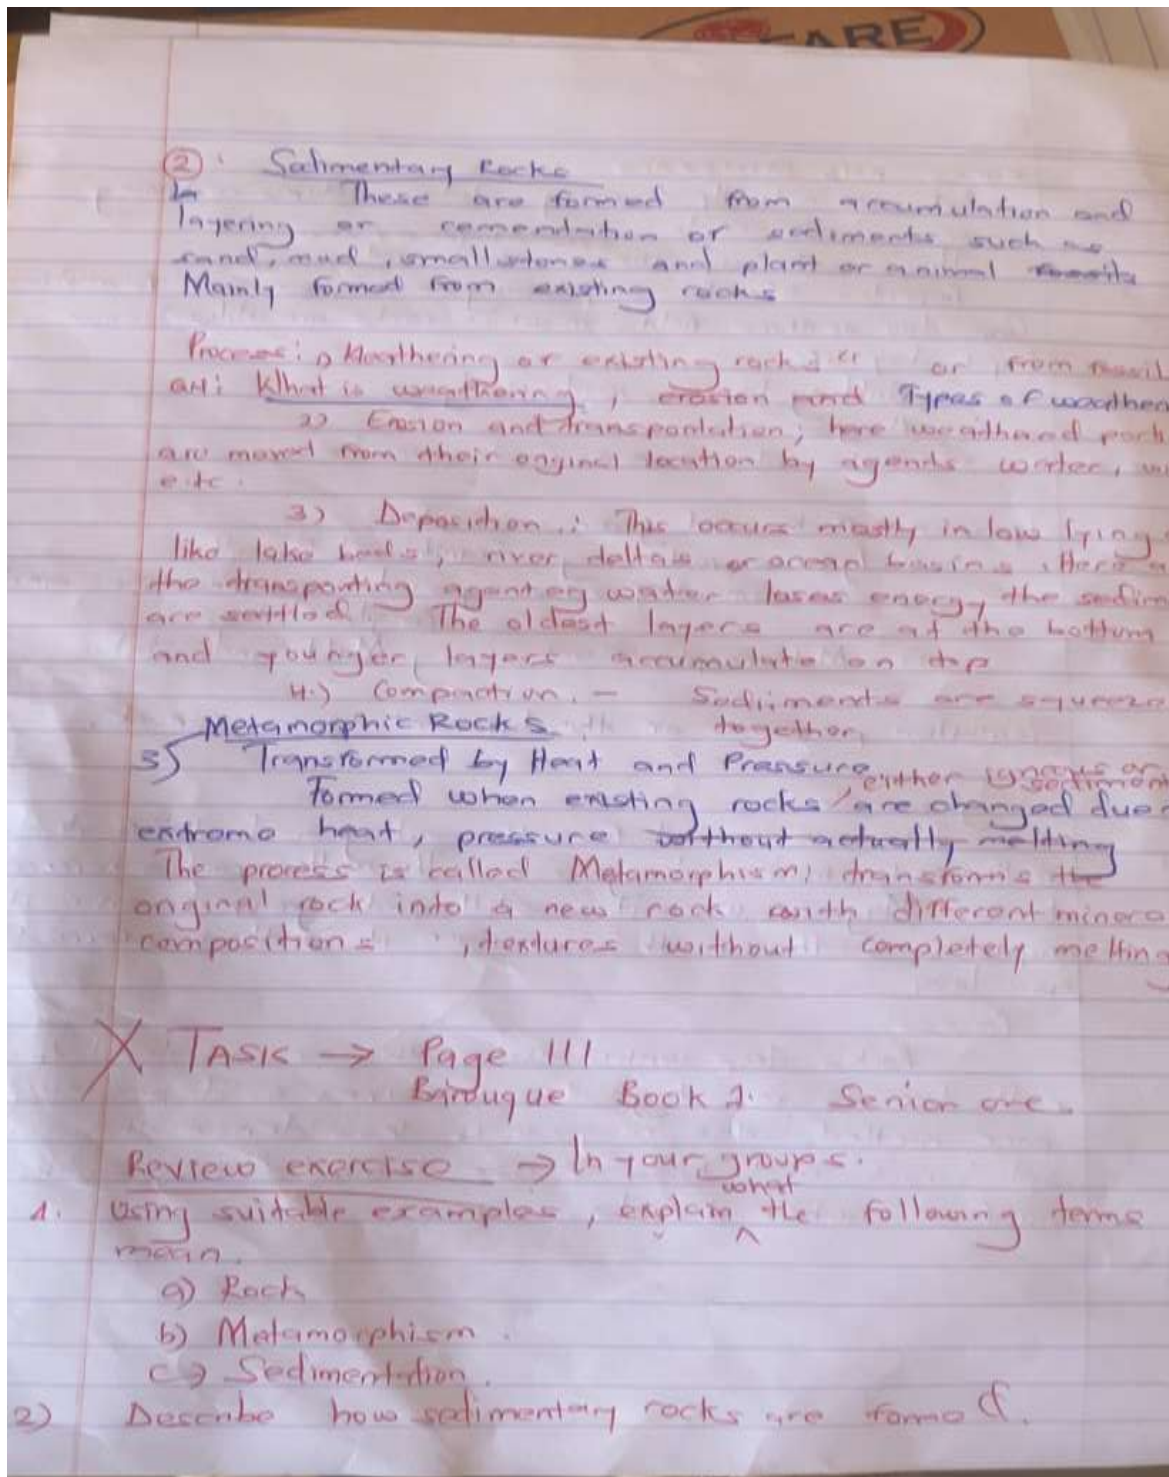 CARE
② Sedimentary Rocks
These are formed from accumulation and
layering or cementation of sediments such as
sand, mud, small stones and plant or animal
Mainly formed from existing rocks
Process: 1) Weathering of existing rocks or from fossil
What is weathering, erosion and Types of weather
2) Erosion and transportation; here weathered rock
are moved from their original location by agents water,
etc.
3) Deposition: This occurs mostly in low lying
like lake beds, river deltas or ocean basins. Here
the transporting agent eg water loses energy the sedim
are settled. The oldest layers are at the bottom
and younger layers accumulate on top
4.) Compaction. - Sediments are squeeze
together
3) Metamorphic Rocks
Transformed by Heat and Pressure
either igneous or
sediment
Formed when existing rocks are changed due
extreme heat, pressure without actually melting
The process is called Metamorphism, transforms the
original rock into a new rock with different minera
compositions, textures without completely melting
X TASK → Page 111
Baroque Book 1. Senior one.
Review exercise → In your groups.
1. Using suitable examples, explain what the following terms
mean.
a) Rock
b) Metamorphism.
c) Sedimentation.
2) Describe how sedimentary rocks are formed.